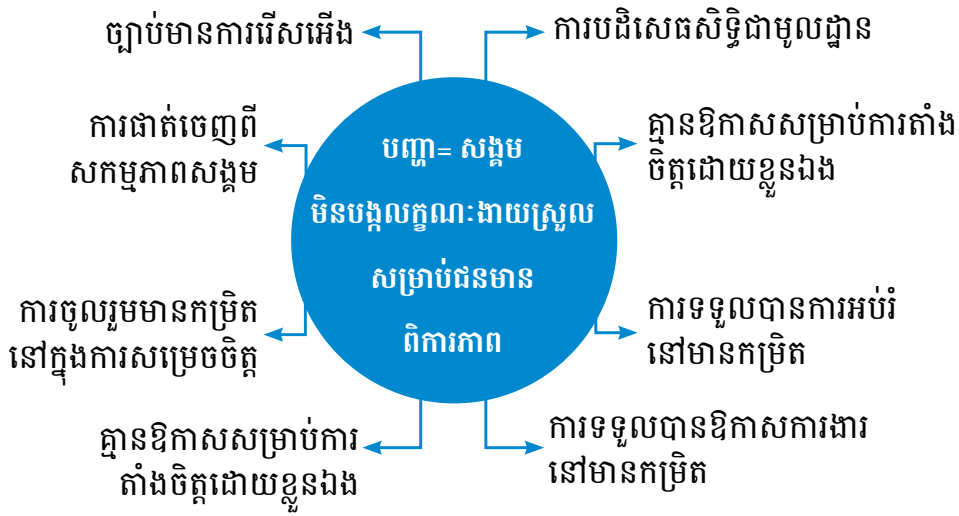 ច្បាប់មានការរើសអើង
ការបដិសេធសិទ្ធិជាមូលដ្ឋាន
ការផាត់ចេញពី
សកម្មភាពសង្គម
គ្មានឱកាសសម្រាប់ការតាំង
ចិត្តដោយខ្លួនឯង
បញ្ហា= សង្គម
មិនបង្កលក្ខណៈងាយស្រួល
សម្រាប់ជនមាន
ពិការភាព
ការចូលរួមមានកម្រិត
នៅក្នុងការសម្រេចចិត្ត
ការទទួលបានការអប់រំ
នៅមានកម្រិត
គ្មានឱកាសសម្រាប់ការ
តាំងចិត្តដោយខ្លួនឯង
ការទទួលបានឱកាសការងារ
នៅមានកម្រិត